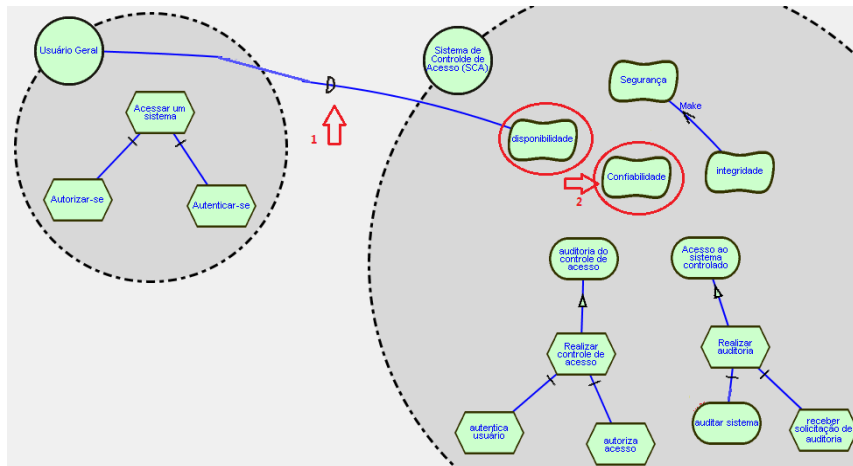 Usuário Geral
Acessar um
sistema
Autorizar-se
Autenticar-se
1
Sistema de
Controlde de
Acesso (SCA)
Segurança
Make
disponibilidade
Confiabilidade
integridade
2
auditoria do
controle de
acesso
Acesso ao
sistema
controlado
Realizar
controle de
acesso
Realizar
auditoria
autentica
usuário
autoriza
acesso
auditar sistema
receber
solicitação de
auditoria